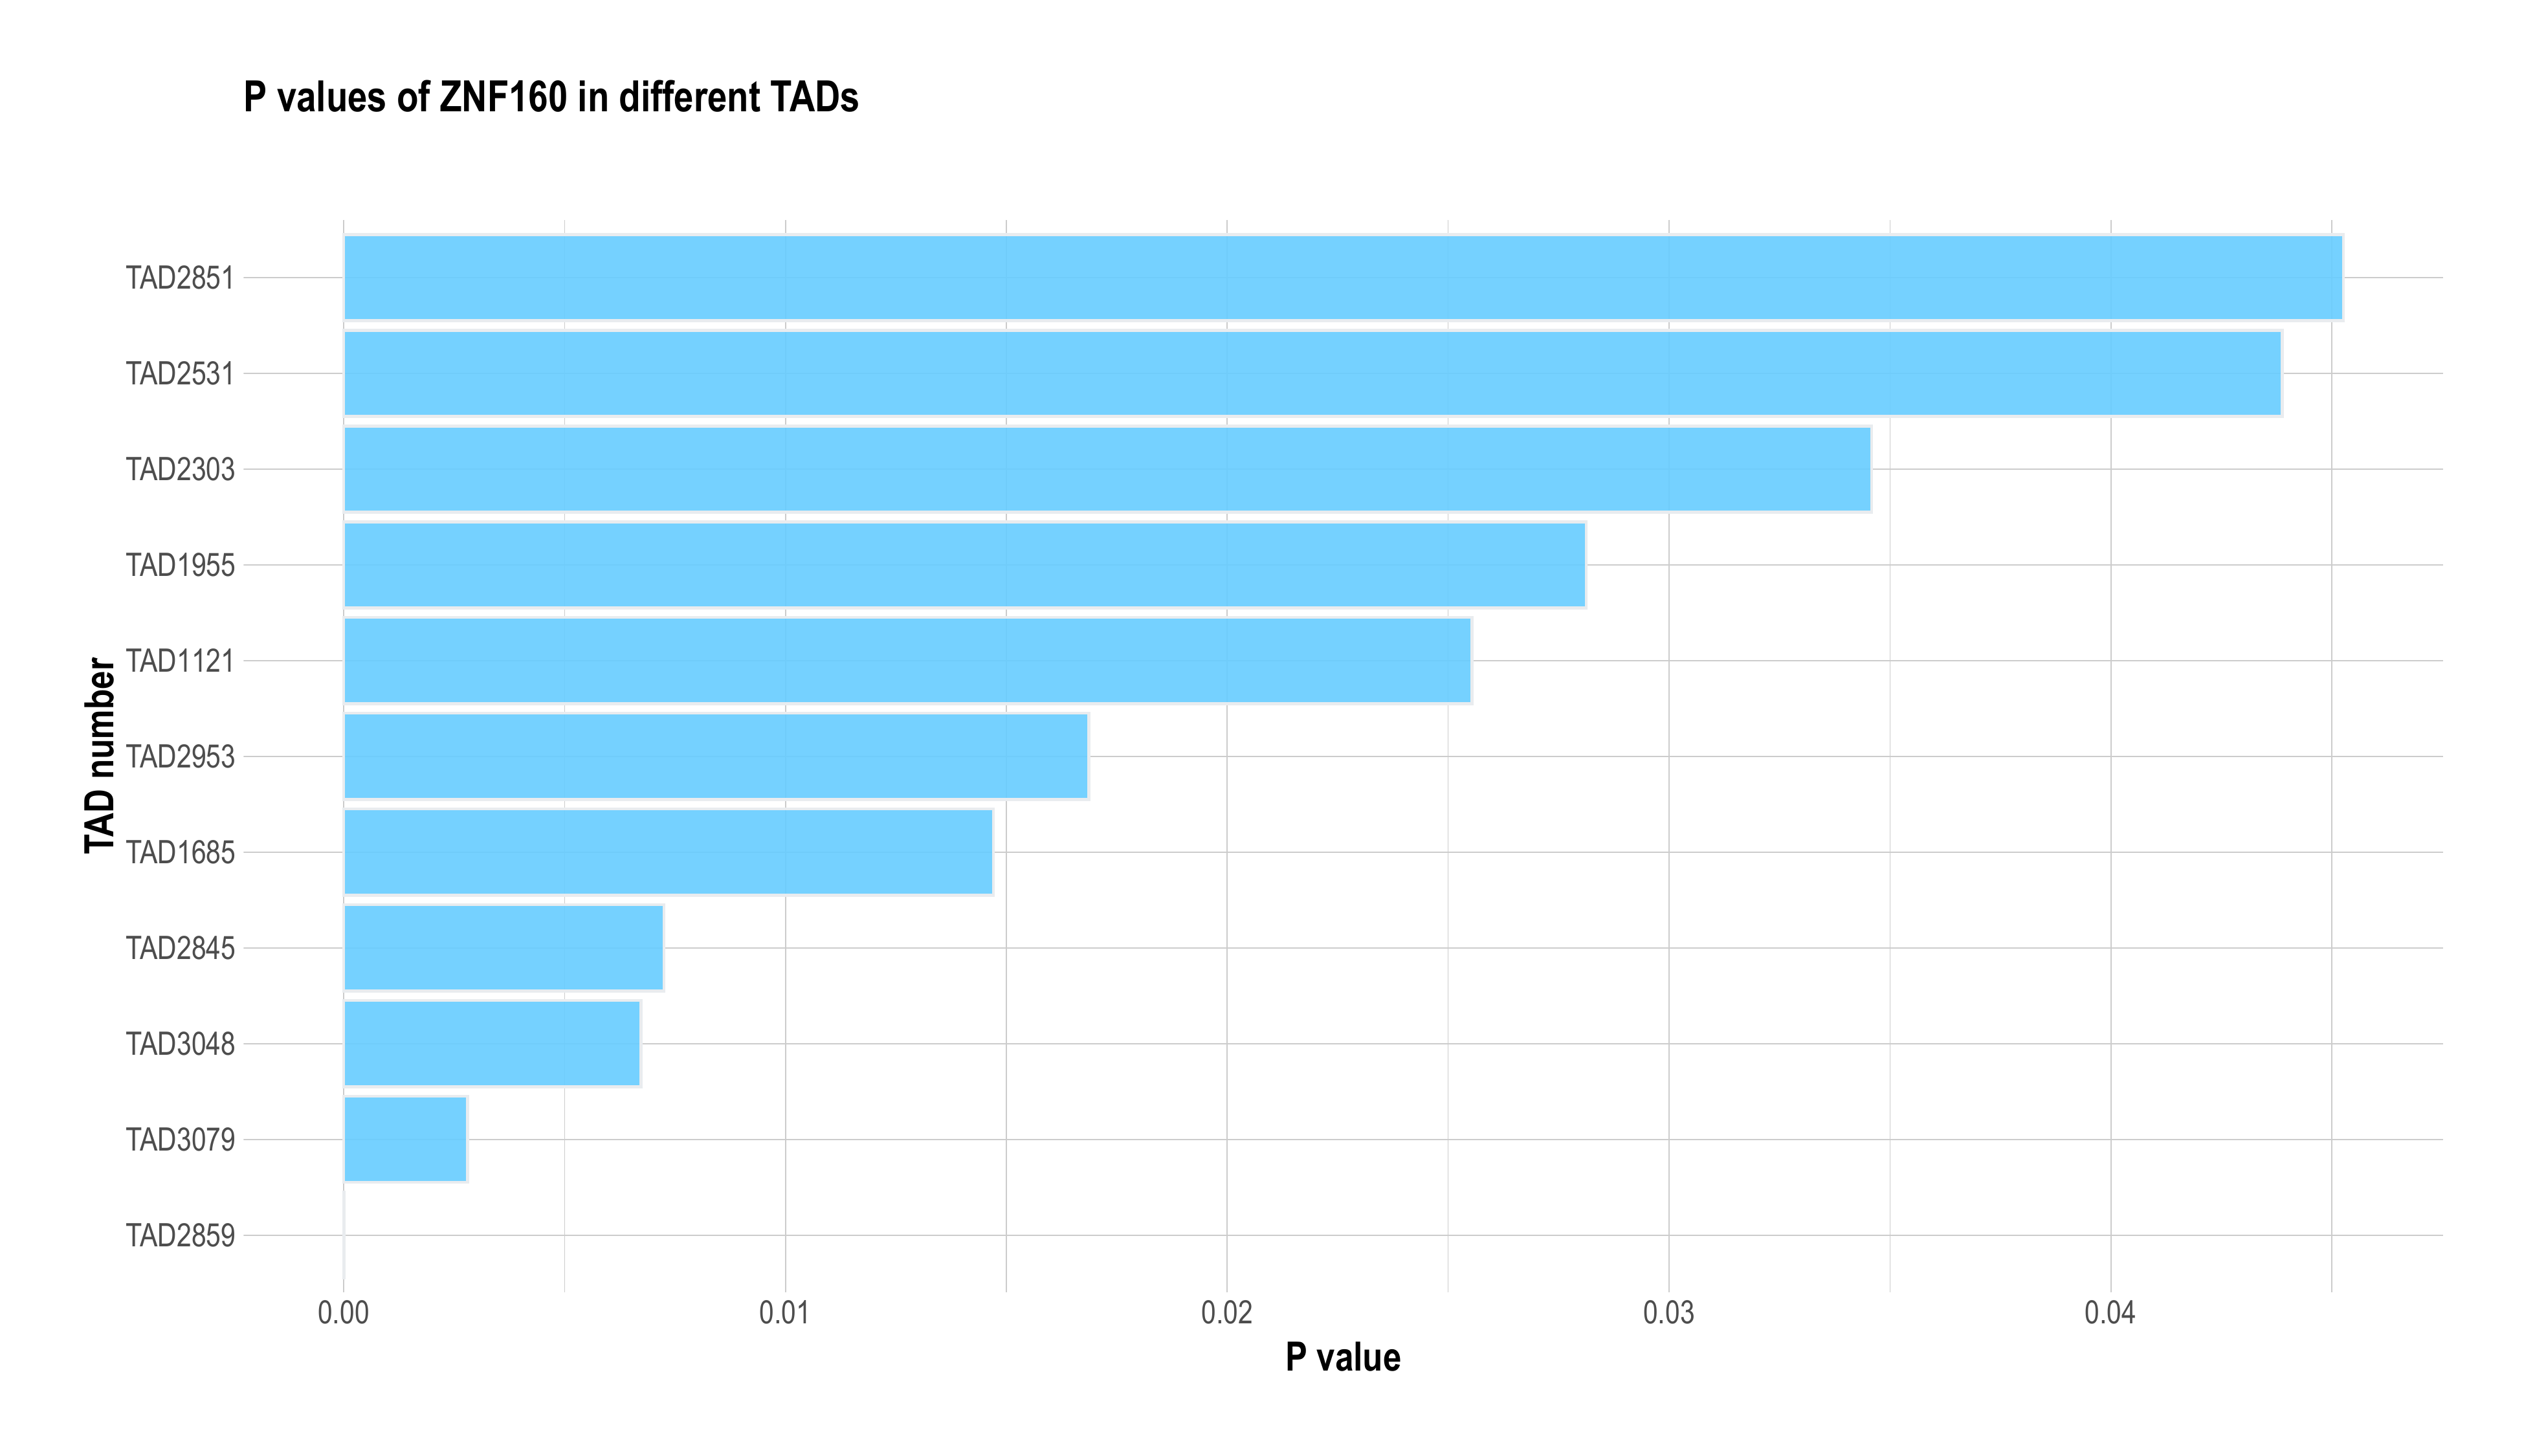 P values of ZNF160 in different TADs
TAD number
TAD2851
TAD2531
TAD2303
TAD1955
TAD1121
TAD2953
TAD1685
TAD2845
TAD3048
TAD3079
TAD2859
0.00 0.01 0.02 0.03 0.04
P value